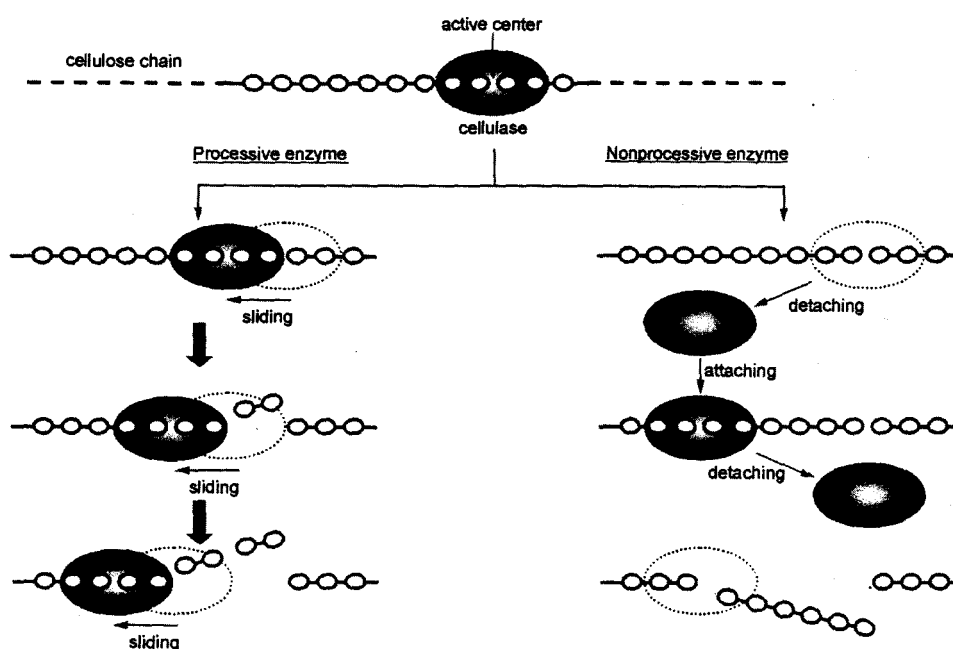 active center
cellulose chain
cellulase
Processive enzyme
Nonprocessive enzyme
sliding
detaching
attaching
sliding
detaching
sliding